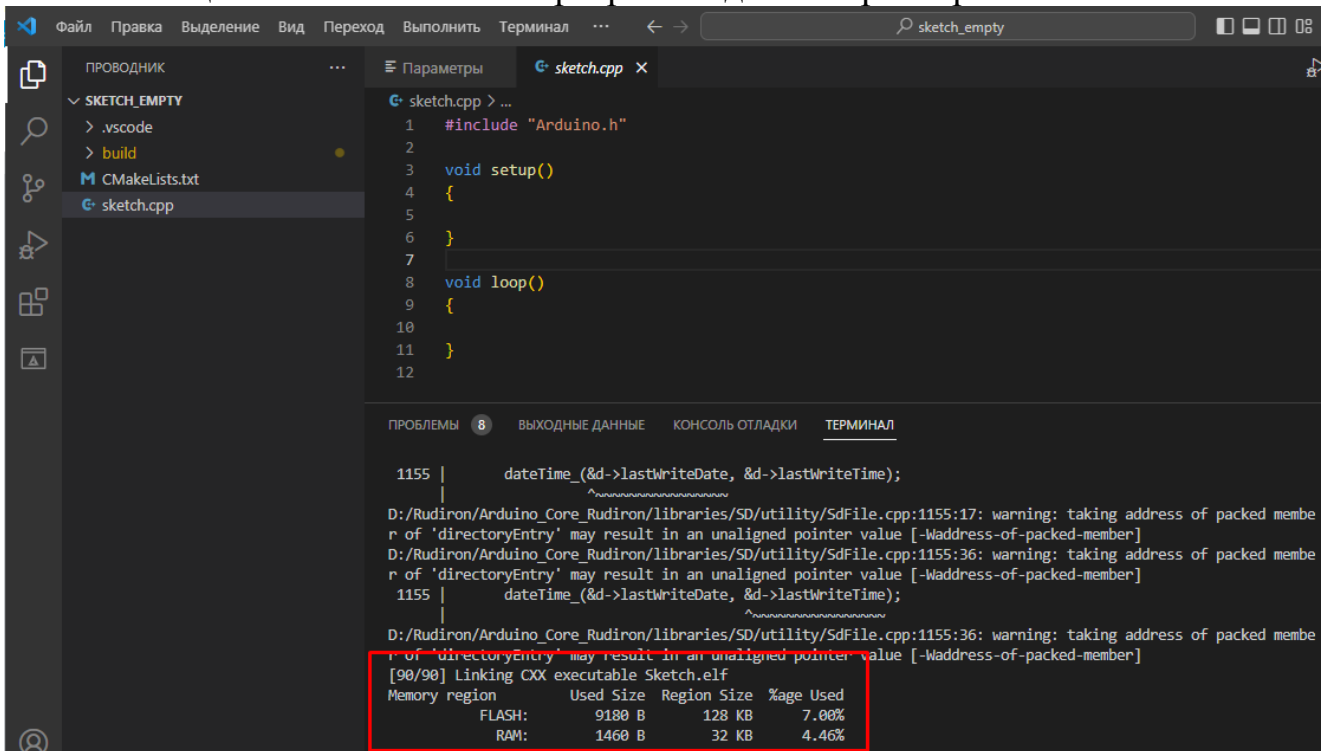 Файл Правка Выделение Вид Переход Выполнить Терминал ... sketch_empty
ПРОВОДНИК ...
SKETCH_EMPTY
.vscode
build
CMakeLists.txt
sketch.cpp
Параметры sketch.cpp
sketch.cpp > ...
1 #include "Arduino.h"
2
3 void setup()
4 {
5
6 }
7
8 void loop()
9 {
10
11 }
12
ПРОБЛЕМЫ 8 ВЫХОДНЫЕ ДАННЫЕ КОНСОЛЬ ОТЛАДКИ ТЕРМИНАЛ
1155 | dateTime_(&d->lastWriteDate, &d->lastWriteTime);
| ^~~~~~~~~~~~~~~~~~
D:/Rudiron/Arduino_Core_Rudiron/libraries/SD/utility/SdFile.cpp:1155:17: warning: taking address of packed membe
r of 'directoryEntry' may result in an unaligned pointer value [-Waddress-of-packed-member]
D:/Rudiron/Arduino_Core_Rudiron/libraries/SD/utility/SdFile.cpp:1155:36: warning: taking address of packed membe
r of 'directoryEntry' may result in an unaligned pointer value [-Waddress-of-packed-member]
1155 | dateTime_(&d->lastWriteDate, &d->lastWriteTime);
| ^~~~~~~~~~~~~~~~~~
D:/Rudiron/Arduino_Core_Rudiron/libraries/SD/utility/SdFile.cpp:1155:36: warning: taking address of packed membe
r of 'directoryEntry' may result in an unaligned pointer value [-Waddress-of-packed-member]
[90/90] Linking CXX executable Sketch.elf
Memory region Used Size Region Size %age Used
FLASH: 9180 B 128 KB 7.00%
RAM: 1460 B 32 KB 4.46%